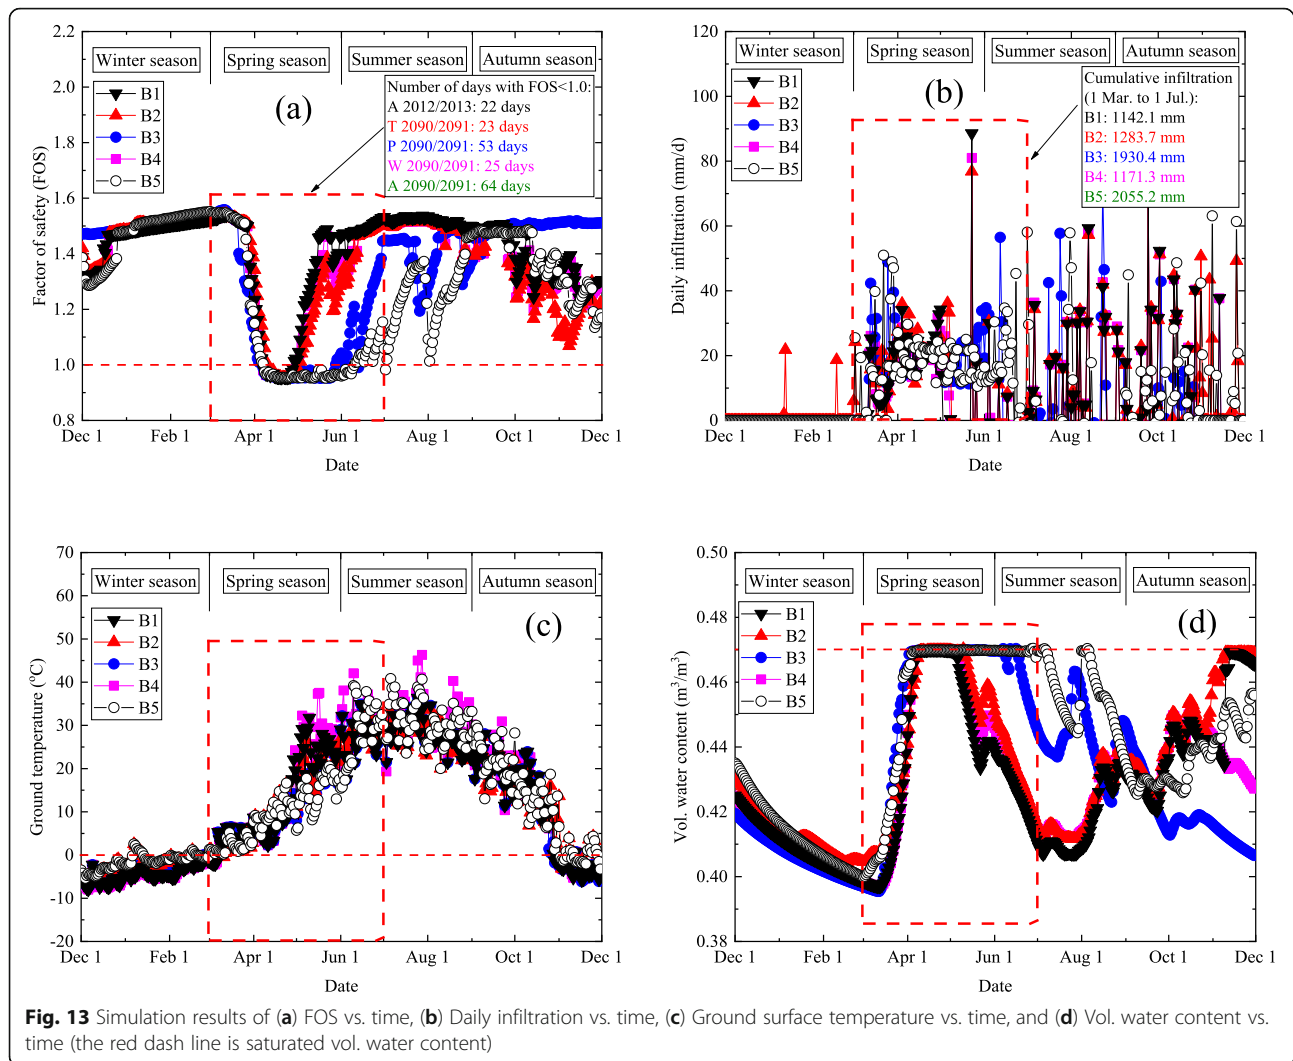 2.2
2.0
1.8
1.6
1.4
1.2
1.0
0.8
Factor of safety (FOS)
Winter season
Spring season
Summer season
Autumn season
B1
B2
B3
B4
B5
(a)
Number of days with FOS<1.0:
A 2012/2013: 22 days
T 2090/2091: 23 days
P 2090/2091: 53 days
W 2090/2091: 25 days
A 2090/2091: 64 days
Dec 1 Feb 1 Apr 1 Jun 1 Aug 1 Oct 1 Dec 1
Date
120
100
80
60
40
20
0
Daily infiltration (mm/d)
Winter season
Spring season
Summer season
Autumn season
B1
B2
B3
B4
B5
(b)
Cumulative infiltration
(1 Mar. to 1 Jul.):
B1: 1142.1 mm
B2: 1283.7 mm
B3: 1930.4 mm
B4: 1171.3 mm
B5: 2055.2 mm
Dec 1 Feb 1 Apr 1 Jun 1 Aug 1 Oct 1 Dec 1
Date
70
60
50
40
30
20
10
0
-10
-20
Ground temperature (°C)
Winter season
Spring season
Summer season
Autumn season
B1
B2
B3
B4
B5
(c)
Dec 1 Feb 1 Apr 1 Jun 1 Aug 1 Oct 1 Dec 1
Date
0.50
0.48
0.46
0.44
0.42
0.40
0.38
Vol. water content (m³/m³)
Winter season
Spring season
Summer season
Autumn season
B1
B2
B3
B4
B5
(d)
Dec 1 Feb 1 Apr 1 Jun 1 Aug 1 Oct 1 Dec 1
Date
Fig. 13 Simulation results of (a) FOS vs. time, (b) Daily infiltration vs. time, (c) Ground surface temperature vs. time, and (d) Vol. water content vs.
time (the red dash line is saturated vol. water content)